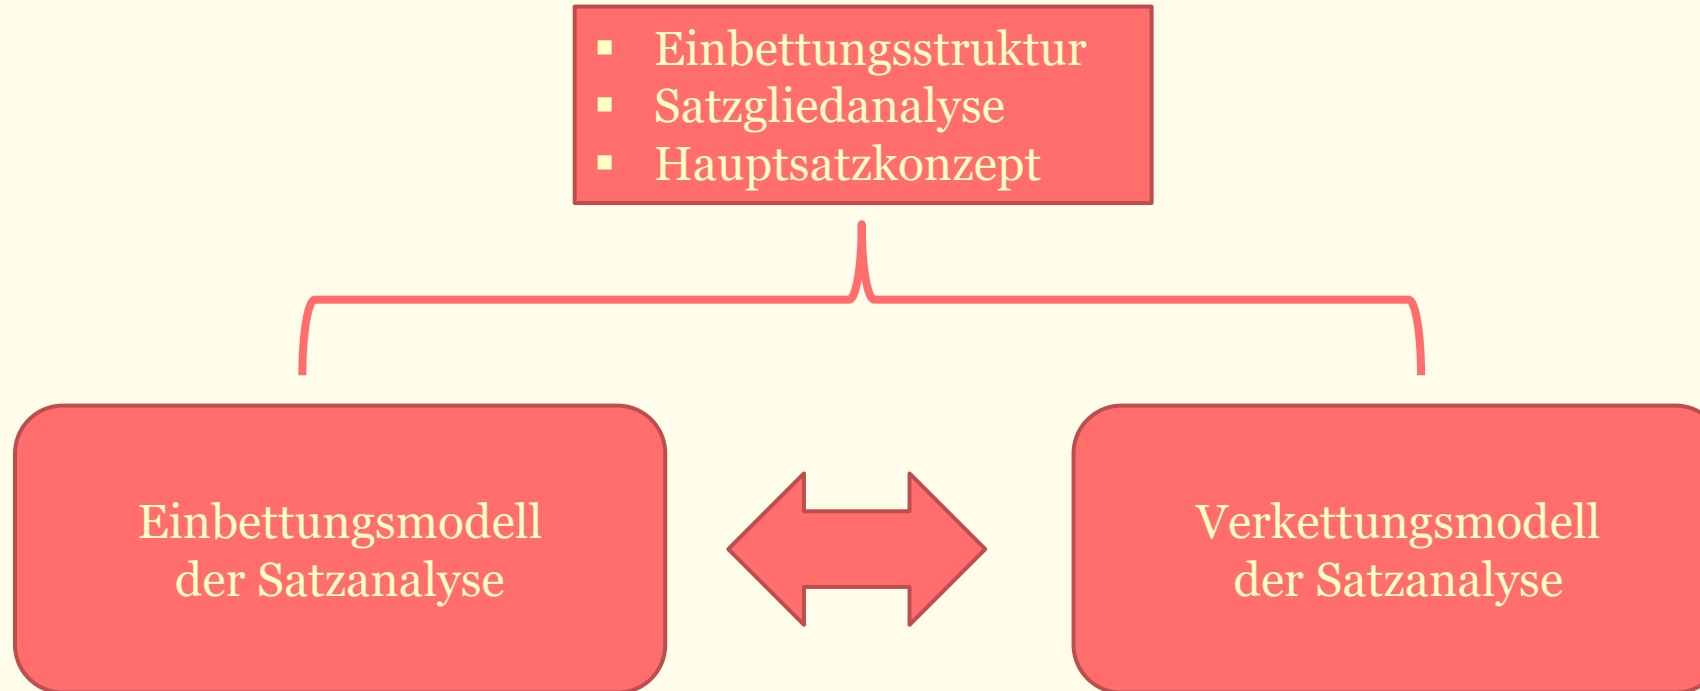 ▪ Einbettungsstruktur
▪ Satzgliedanalyse
▪ Hauptsatzkonzept
Einbettungsmodell
der Satzanalyse
Verkettungsmodell
der Satzanalyse